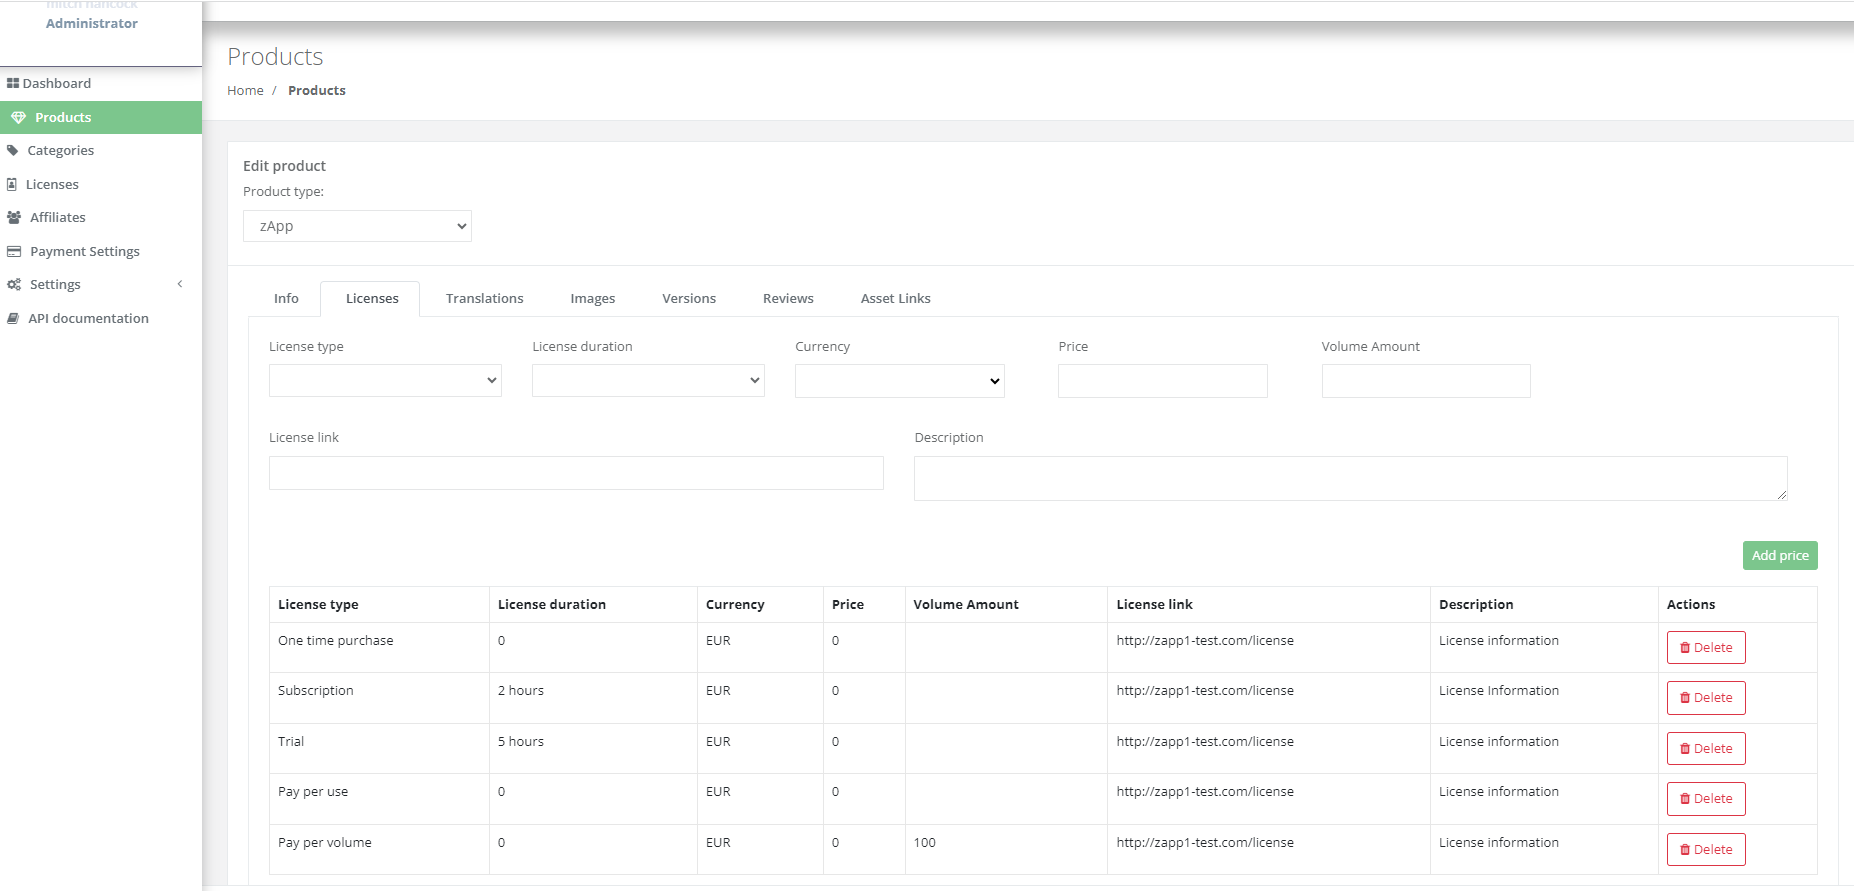 mitch hancock
Administrator
Dashboard
Products
Categories
Licenses
Affiliates
Payment Settings
Settings
API documentation
Products
Home / Products
Edit product
Product type:
zApp
Info Licenses Translations Images Versions Reviews Asset Links
License type License duration Currency Price Volume Amount
License link Description
Add price
License type License duration Currency Price Volume Amount License link Description Actions
One time purchase 0 EUR 0 http://zapp1-test.com/license License information Delete
Subscription 2 hours EUR 0 http://zapp1-test.com/license License Information Delete
Trial 5 hours EUR 0 http://zapp1-test.com/license License information Delete
Pay per use 0 EUR 0 http://zapp1-test.com/license License information Delete
Pay per volume 0 EUR 0 100 http://zapp1-test.com/license License information Delete